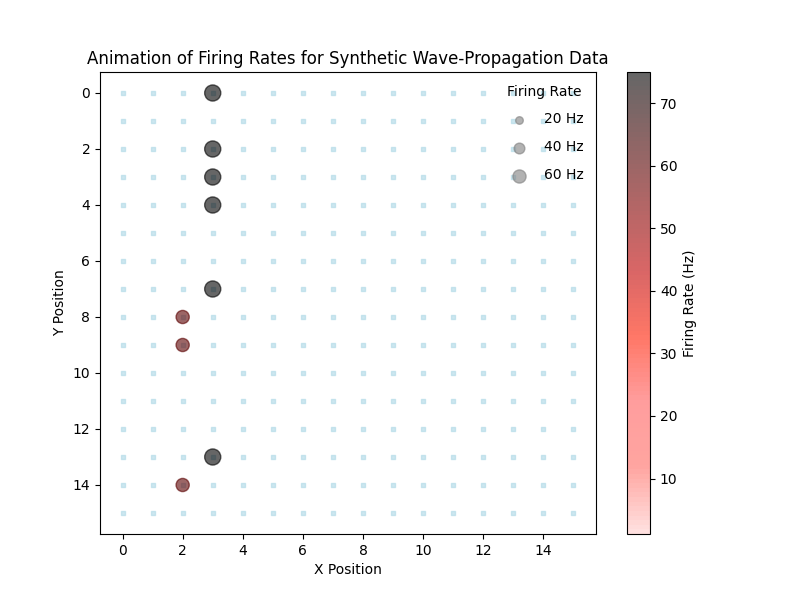 Animation of Firing Rates for Synthetic Wave-Propagation Data
Firing Rate
20 Hz
40 Hz
60 Hz
0
2
4
6
8
10
12
14
Y Position
0
2
4
6
8
10
12
14
X Position
70
60
50
40
30
20
10
Firing Rate (Hz)